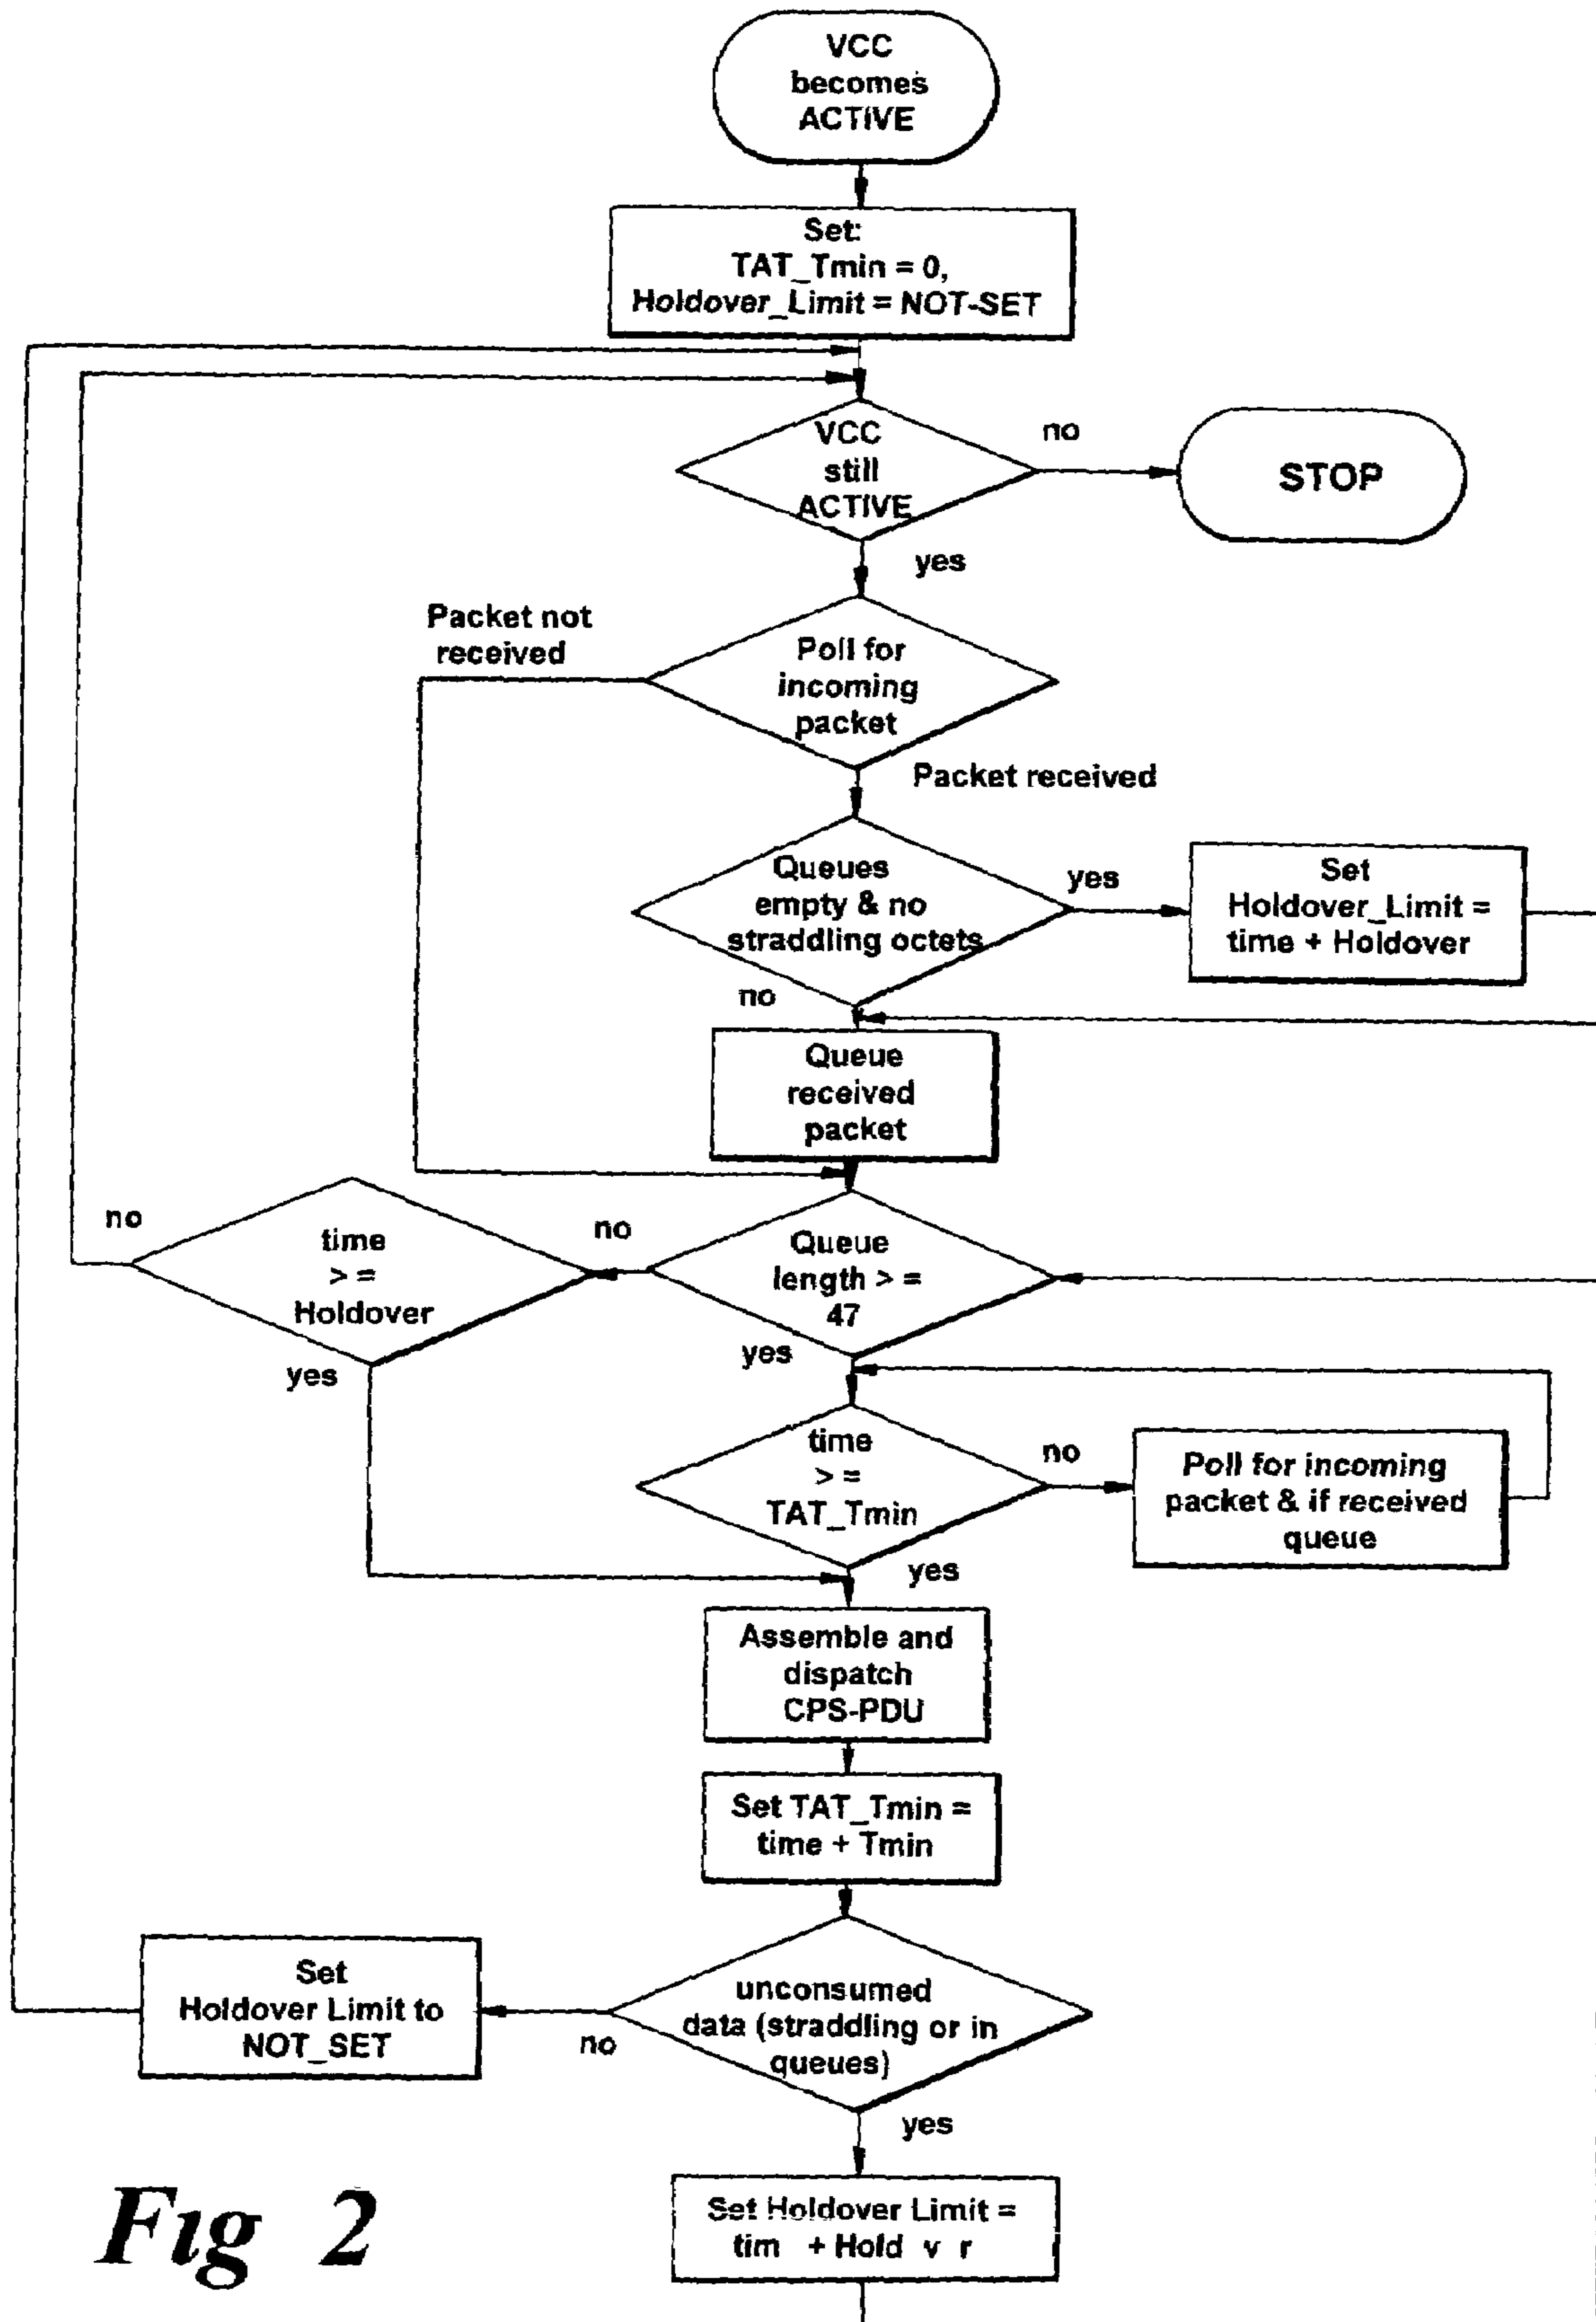 VCC
becomes
ACTIVE
Set:
TAT_Tmin = 0,
Holdover_Limit = NOT-SET
VCC
still
ACTIVE
no
STOP
yes
Packet not
received
Poll for
incoming
packet
Packet received
Queues
empty & no
straddling octets
yes
Set
Holdover_Limit =
time + Holdover
no
Queue
received
packet
no
time
> =
Holdover
no
Queue
length > =
47
yes
yes
time
> =
TAT_Tmin
no
Poll for incoming
packet & if received
queue
yes
Assemble and
dispatch
CPS-PDU
Set TAT_Tmin =
time + Tmin
Set
Holdover Limit to
NOT_SET
no
unconsumed
data (straddling or in
queues)
yes
Set Holdover Limit =
tim + Hold v r
Fig 2